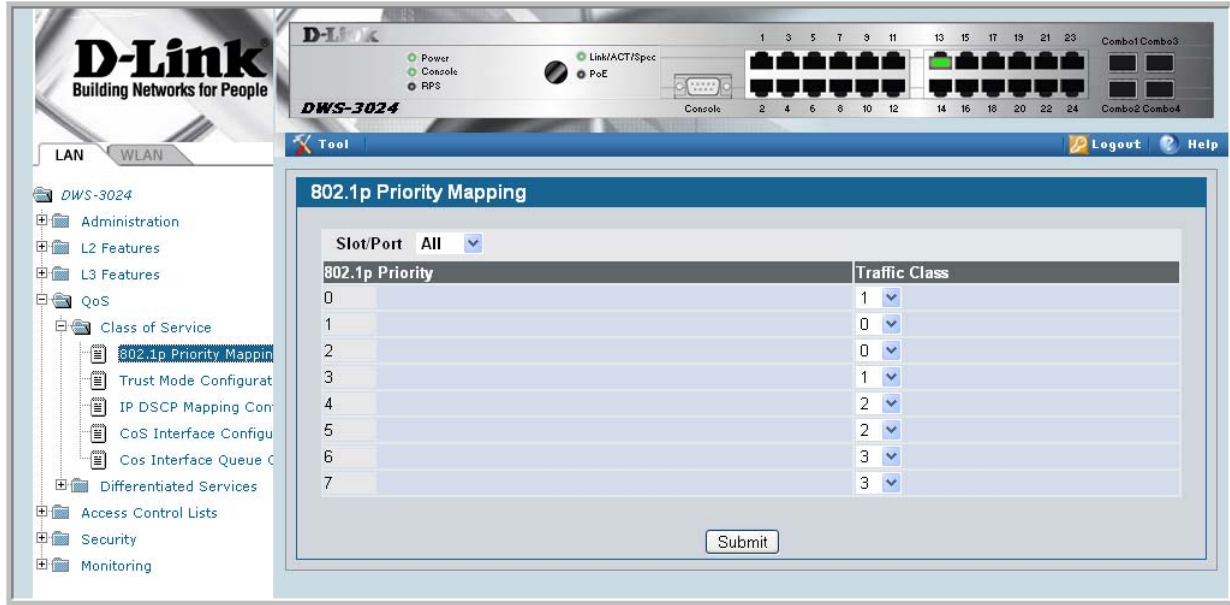 D-Link
Building Networks for People
D-Link
Power
Console
RPS
Link/ACT/Spec
PoE
DWS-3024
Console
1 3 5 7 9 11 13 15 17 19 21 23
2 4 6 8 10 12 14 16 18 20 22 24
Combo1 Combo3
Combo2 Combo4
LAN WLAN
Tool Logout Help
DWS-3024
Administration
L2 Features
L3 Features
QoS
Class of Service
802.1p Priority Mappin
Trust Mode Configurat
IP DSCP Mapping Con
CoS Interface Configu
Cos Interface Queue C
Differentiated Services
Access Control Lists
Security
Monitoring
802.1p Priority Mapping
Slot/Port All
802.1p Priority Traffic Class
0 1
1 0
2 0
3 1
4 2
5 2
6 3
7 3
Submit